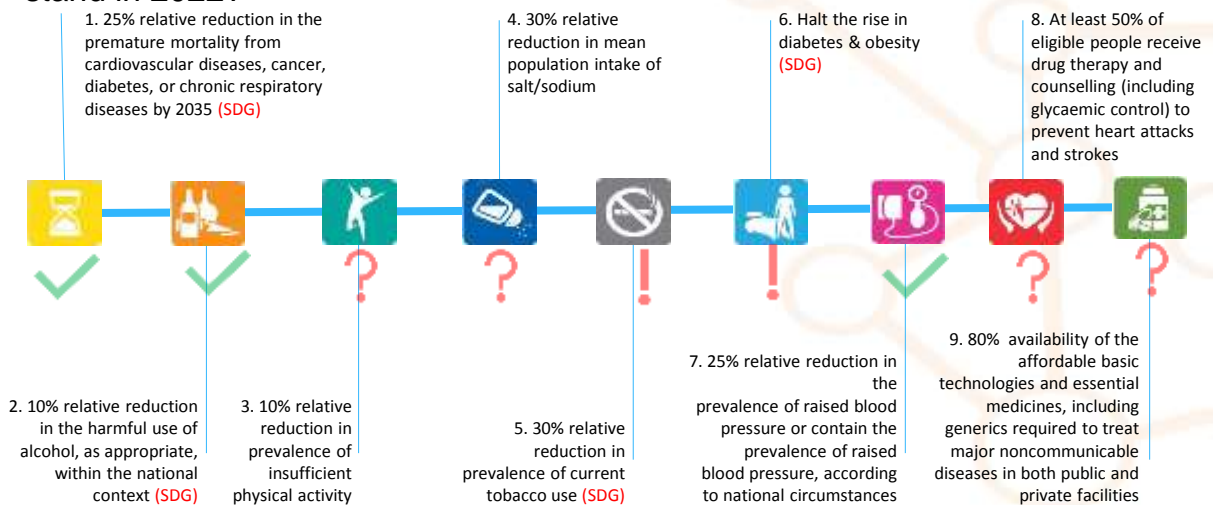 1. 25% relative reduction in the
premature mortality from
cardiovascular diseases, cancer,
diabetes, or chronic respiratory
diseases by 2035 (SDG)
4. 30% relative
reduction in mean
population intake of
salt/sodium
6. Halt the rise in
diabetes & obesity
(SDG)
8. At least 50% of
eligible people receive
drug therapy and
counselling (including
glycaemic control) to
prevent heart attacks
and strokes
?
?
!
!
?
?
2. 10% relative reduction
in the harmful use of
alcohol, as appropriate,
within the national
context (SDG)
3. 10% relative
reduction in
prevalence of
insufficient
physical activity
5. 30% relative
reduction in
prevalence of current
tobacco use (SDG)
7. 25% relative reduction in
the
prevalence of raised blood
pressure or contain the
prevalence of raised
blood pressure, according
to national circumstances
9. 80% availability of the
affordable basic
technologies and essential
medicines, including
generics required to treat
major noncommunicable
diseases in both public and
private facilities